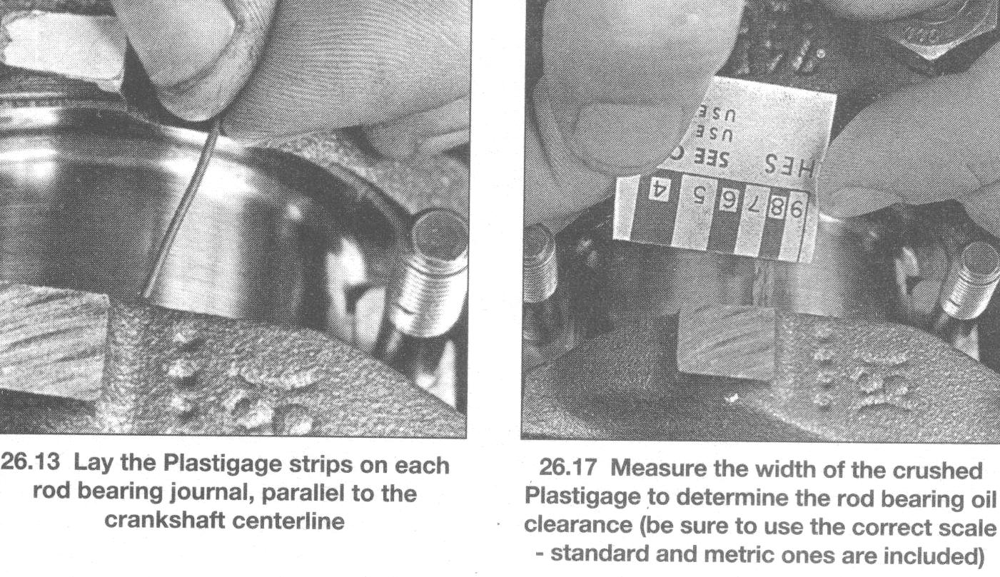 USE
USE
SEE
HES
4 5 6 7 8 9
26.13 Lay the Plastigage strips on each
rod bearing journal, parallel to the
crankshaft centerline
26.17 Measure the width of the crushed
Plastigage to determine the rod bearing oil
clearance (be sure to use the correct scale
- standard and metric ones are included)